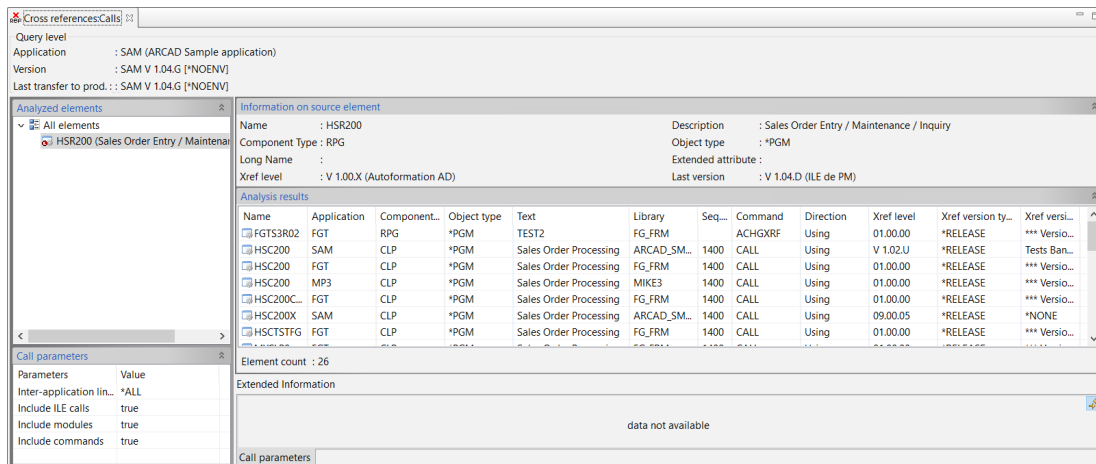 Cross references:Calls
Query level
Application : SAM (ARCAD Sample application)
Version : SAM V 1.04.G [*NOENV]
Last transfer to prod. : : SAM V 1.04.G [*NOENV]
Analyzed elements
All elements
HSR200 (Sales Order Entry / Maintenar
Call parameters
Parameters Value
Inter-application lin... *ALL
Include ILE calls true
Include modules true
Include commands true
Information on source element
Name : HSR200 Description : Sales Order Entry / Maintenance / Inquiry
Component Type : RPG Object type : *PGM
Long Name : Extended attribute :
Xref level : V 1.00.X (Autoformation AD) Last version : V 1.04.D (ILE de PM)
Analysis results
Name Application Component... Object type Text Library Seq.... Command Direction Xref level Xref version ty... Xref versi...
FGTS3R02 FGT RPG *PGM TEST2 FG_FRM ACHGXRF Using 01.00.00 *RELEASE *** Versio...
HSC200 SAM CLP *PGM Sales Order Processing ARCAD_SM... 1400 CALL Using V 1.02.U *RELEASE Tests Ban...
HSC200 FGT CLP *PGM Sales Order Processing FG_FRM 1400 CALL Using 01.00.00 *RELEASE *** Versio...
HSC200 MP3 CLP *PGM Sales Order Processing MIKE3 1400 CALL Using 01.00.00 *RELEASE *** Versio...
HSC200C... FGT CLP *PGM Sales Order Processing FG_FRM 1400 CALL Using 01.00.00 *RELEASE *** Versio...
HSC200X SAM CLP *PGM Sales Order Processing ARCAD_SM... 1400 CALL Using 09.00.05 *RELEASE *NONE
HSCTSTFG FGT CLP *PGM Sales Order Processing FG_FRM 1400 CALL Using 01.00.00 *RELEASE *** Versio...
Element count : 26
Extended Information
data not available
Call parameters